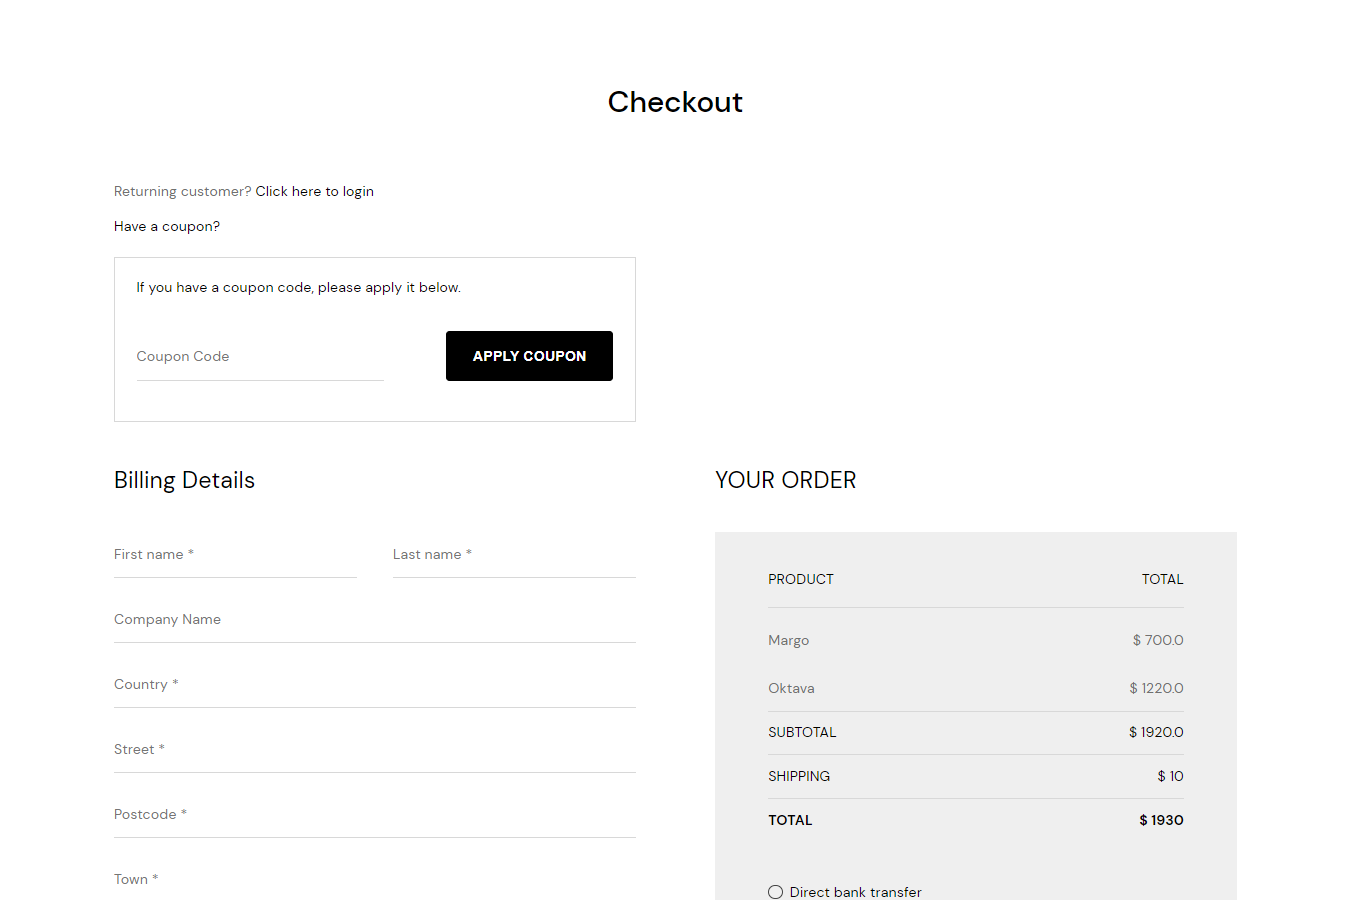 Checkout
Returning customer? Click here to login
Have a coupon?
If you have a coupon code, please apply it below.
Coupon Code
APPLY COUPON
Billing Details
First name *
Last name *
Company Name
Country *
Street *
Postcode *
Town *
YOUR ORDER
PRODUCT TOTAL
Margo $ 700.0
Oktava $ 1220.0
SUBTOTAL $ 1920.0
SHIPPING $ 10
TOTAL $ 1930
Direct bank transfer